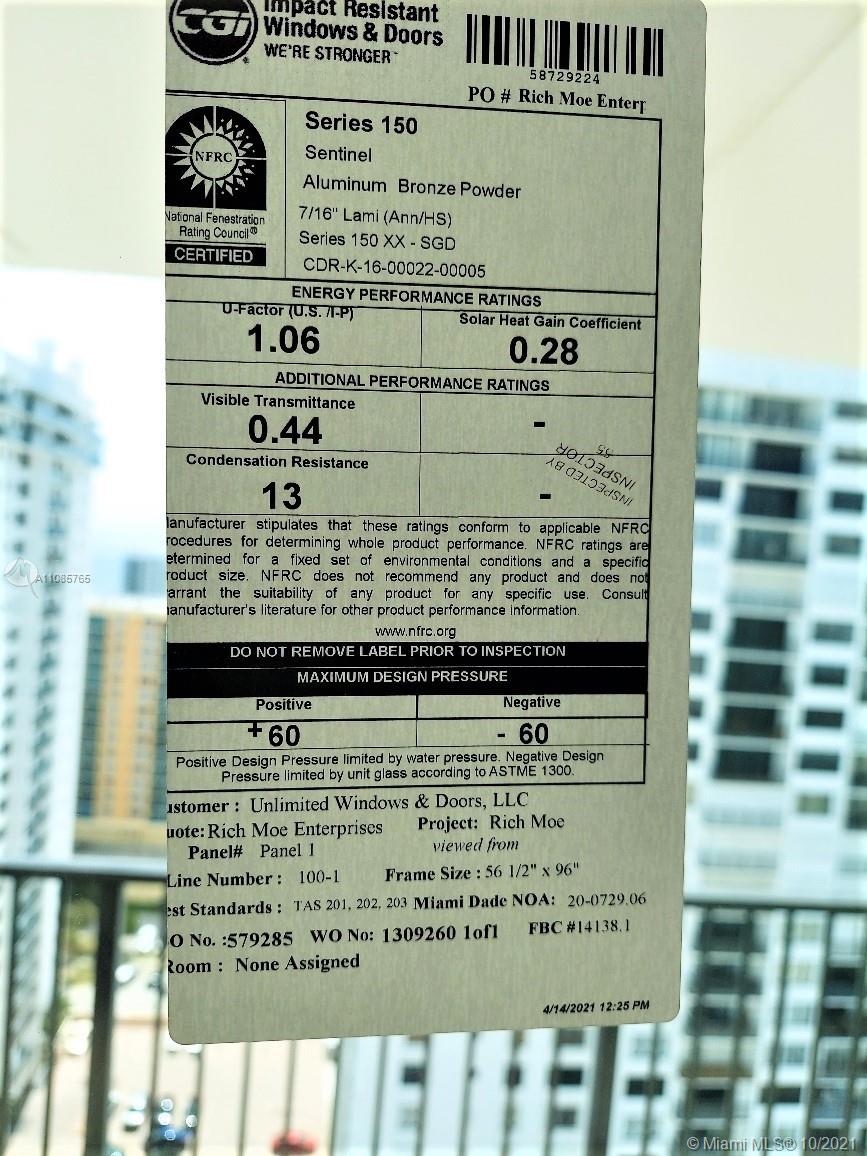 CGI
Impact Resistant
Windows & Doors
WE'RE STRONGER
58729224
PO # Rich Moe Enterp
NFRC
National Fenestration
Rating Council®
CERTIFIED
Series 150
Sentinel
Aluminum Bronze Powder
7/16" Lami (Ann/HS)
Series 150 XX - SGD
CDR-K-16-00022-00005
ENERGY PERFORMANCE RATINGS
U-Factor (U.S. /I-P)
1.06
Solar Heat Gain Coefficient
0.28
ADDITIONAL PERFORMANCE RATINGS
Visible Transmittance
0.44
-
Condensation Resistance
13
-
INSPECTED BY
INSPECTOR
55
anufacturer stipulates that these ratings conform to applicable NFRC
rocedures for determining whole product performance. NFRC ratings are
etermined for a fixed set of environmental conditions and a specific
roduct size. NFRC does not recommend any product and does not
arrant the suitability of any product for any specific use. Consult
anufacturer's literature for other product performance information.
www.nfrc.org
DO NOT REMOVE LABEL PRIOR TO INSPECTION
MAXIMUM DESIGN PRESSURE
Positive
Negative
+60
- 60
Positive Design Pressure limited by water pressure. Negative Design
Pressure limited by unit glass according to ASTME 1300.
ustomer : Unlimited Windows & Doors, LLC
uote: Rich Moe Enterprises Project: Rich Moe
Panel# Panel 1 viewed from
Line Number : 100-1 Frame Size : 56 1/2" x 96"
est Standards : TAS 201, 202, 203 Miami Dade NOA: 20-0729.06
O No. :579285 WO No: 1309260 1of1 FBC #14138.1
Room : None Assigned
4/14/2021 12:25 PM
A11085765
© Miami MLS® 10/2021